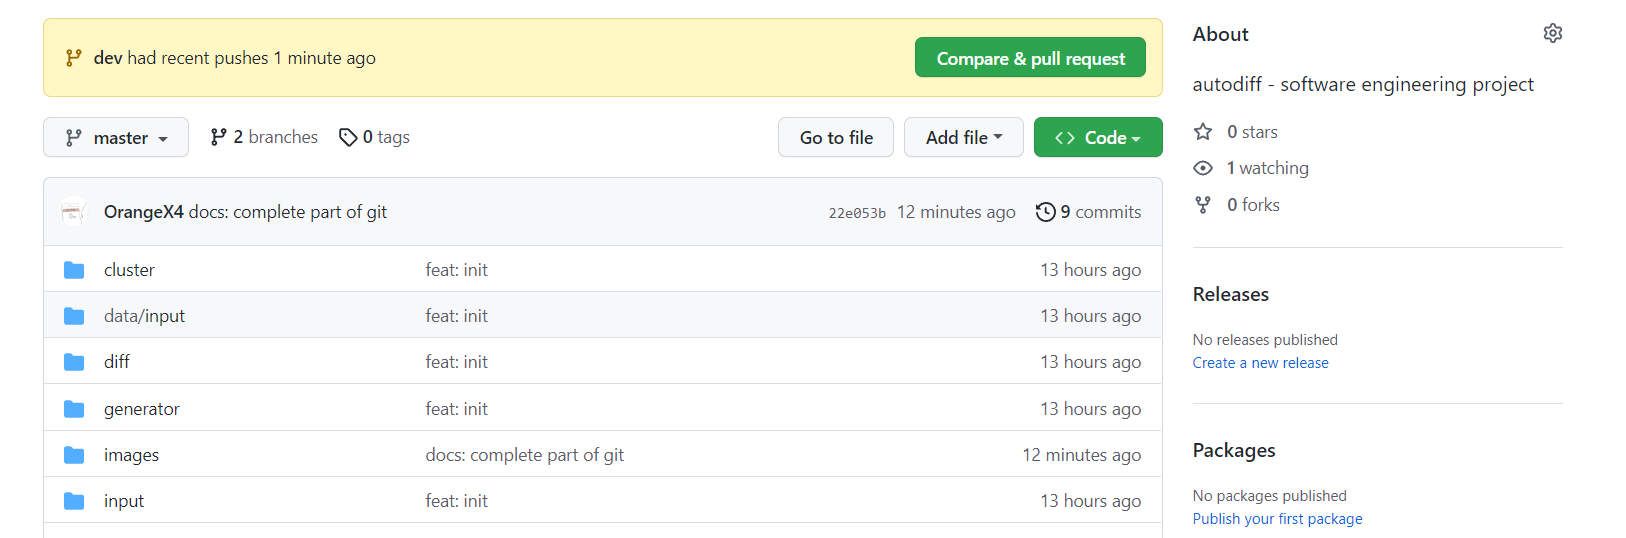 dev had recent pushes 1 minute ago
Compare & pull request
master
2 branches
0 tags
Go to file
Add file
Code
OrangeX4 docs: complete part of git
22e053b 12 minutes ago
9 commits
cluster feat: init 13 hours ago
data/input feat: init 13 hours ago
diff feat: init 13 hours ago
generator feat: init 13 hours ago
images docs: complete part of git 12 minutes ago
input feat: init 13 hours ago
About
autodiff - software engineering project
0 stars
1 watching
0 forks
Releases
No releases published
Create a new release
Packages
No packages published
Publish your first package